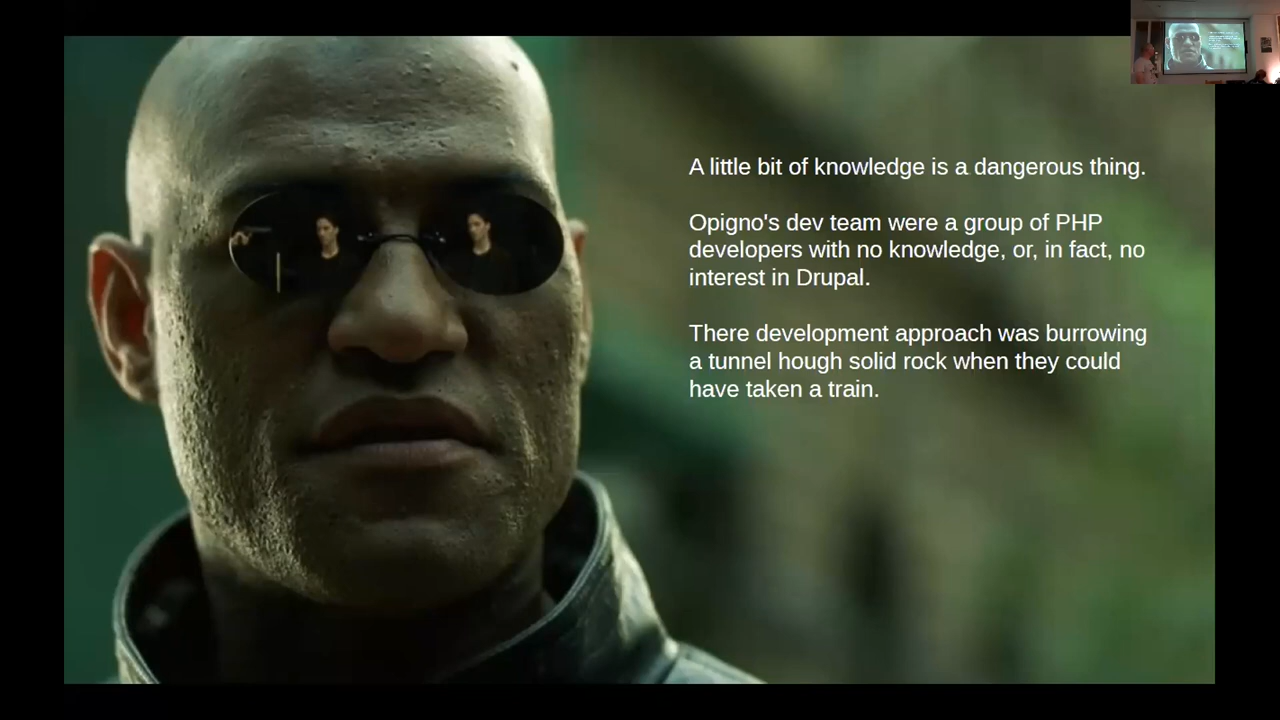 A little bit of knowledge is a dangerous thing.
Opigno's dev team were a group of PHP
developers with no knowledge, or, in fact, no
interest in Drupal.
There development approach was burrowing
a tunnel hough solid rock when they could
have taken a train.